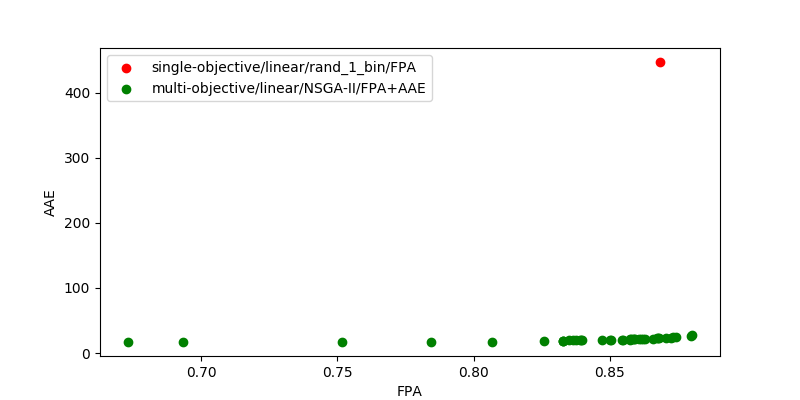 single-objective/linear/rand_1_bin/FPA
multi-objective/linear/NSGA-II/FPA+AAE
400
300
200
100
0
AAE
0.70 0.75 0.80 0.85
FPA